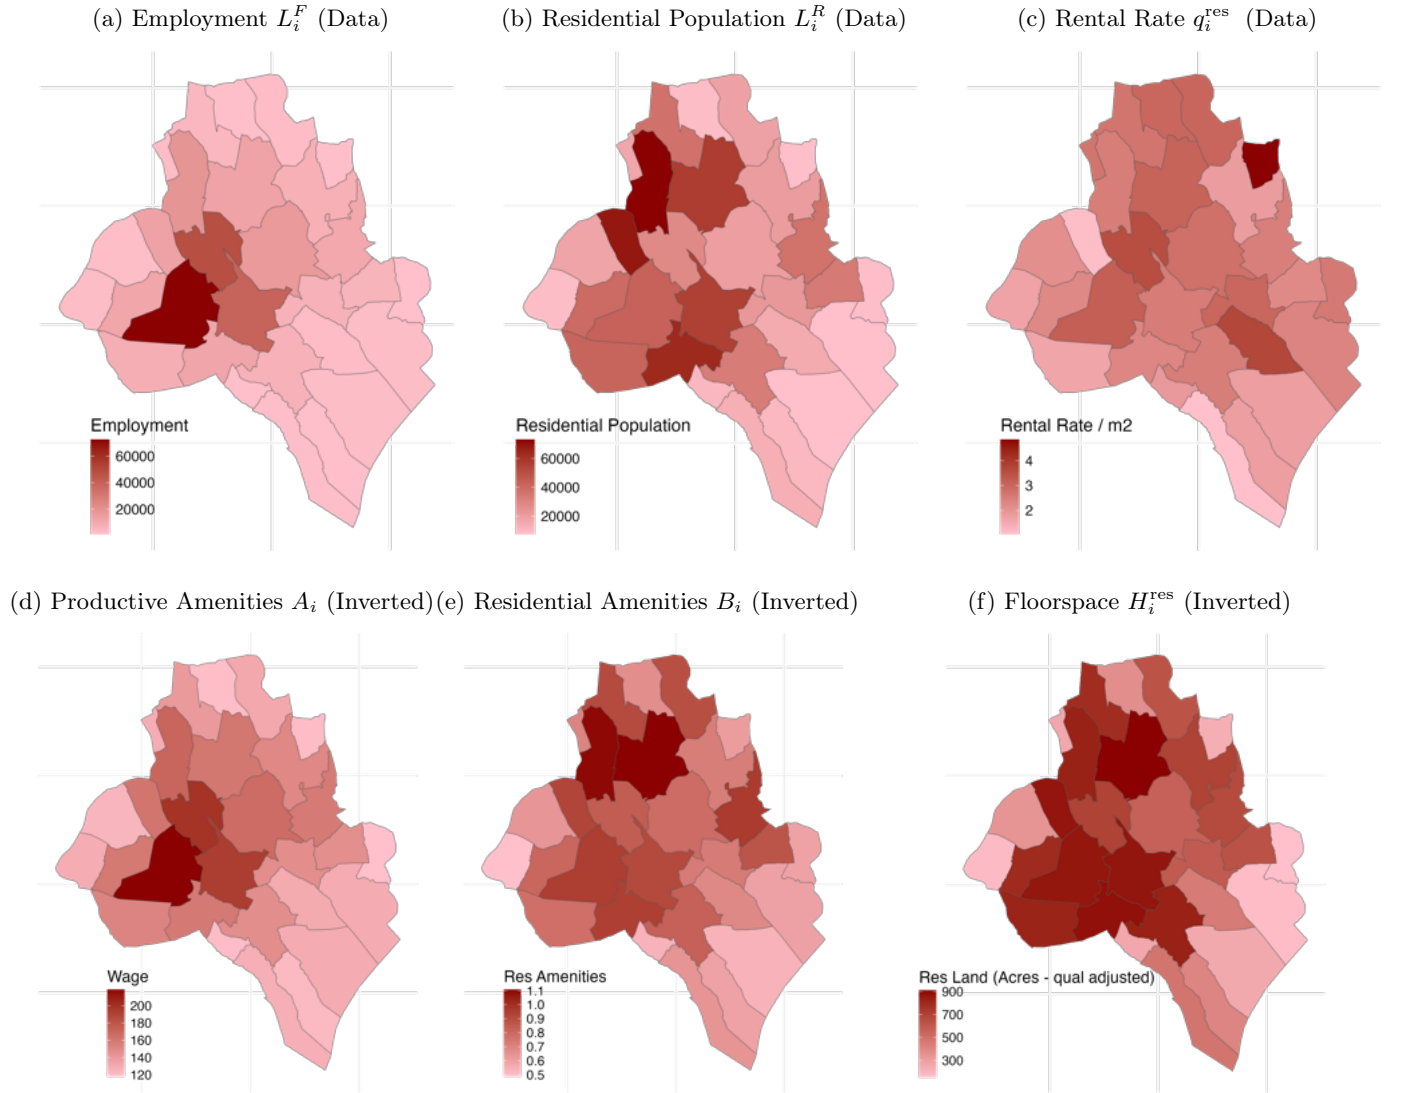 (a) Employment L_i^F (Data)
(b) Residential Population L_i^R (Data)
(c) Rental Rate q_i^res (Data)
Employment
60000
40000
20000
Residential Population
60000
40000
20000
Rental Rate / m2
4
3
2
(d) Productive Amenities A_i (Inverted)
(e) Residential Amenities B_i (Inverted)
(f) Floorspace H_i^res (Inverted)
Wage
200
180
160
140
120
Res Amenities
1.1
1.0
0.9
0.8
0.7
0.6
0.5
Res Land (Acres - qual adjusted)
900
700
500
300